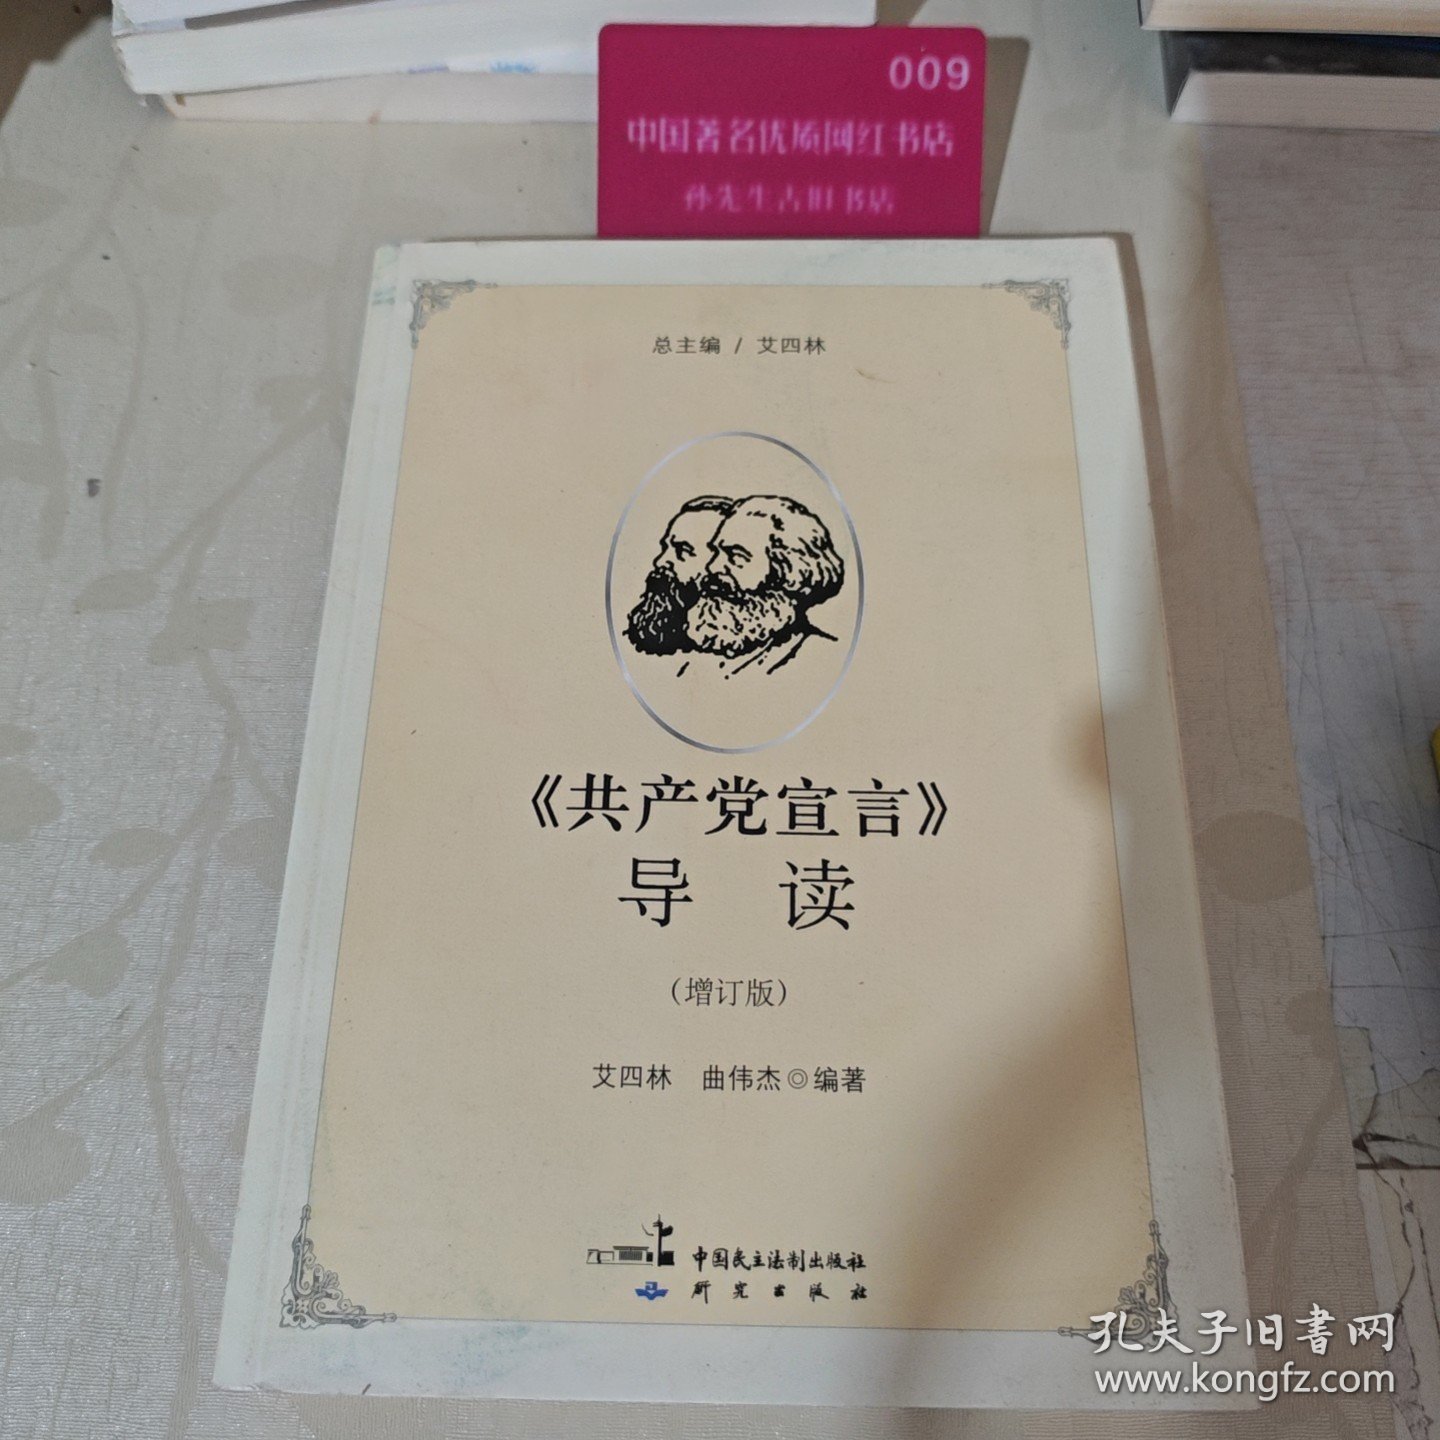 009
中国著名优质网红书店
孙先生古旧书店
总主编 / 艾四林
《共产党宣言》
导 读
（增订版）
艾四林 曲伟杰◎编著
中国民主法制出版社
研究出版社
孔夫子旧書网
www.kongfz.com